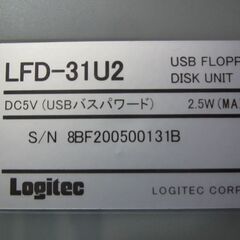 LFD-31U2 USB FLOPP
DISK UNIT
DC5V (USBバスパワード) 2.5W(MA
S/N 8BF200500131B
Logitec LOGITEC CORP